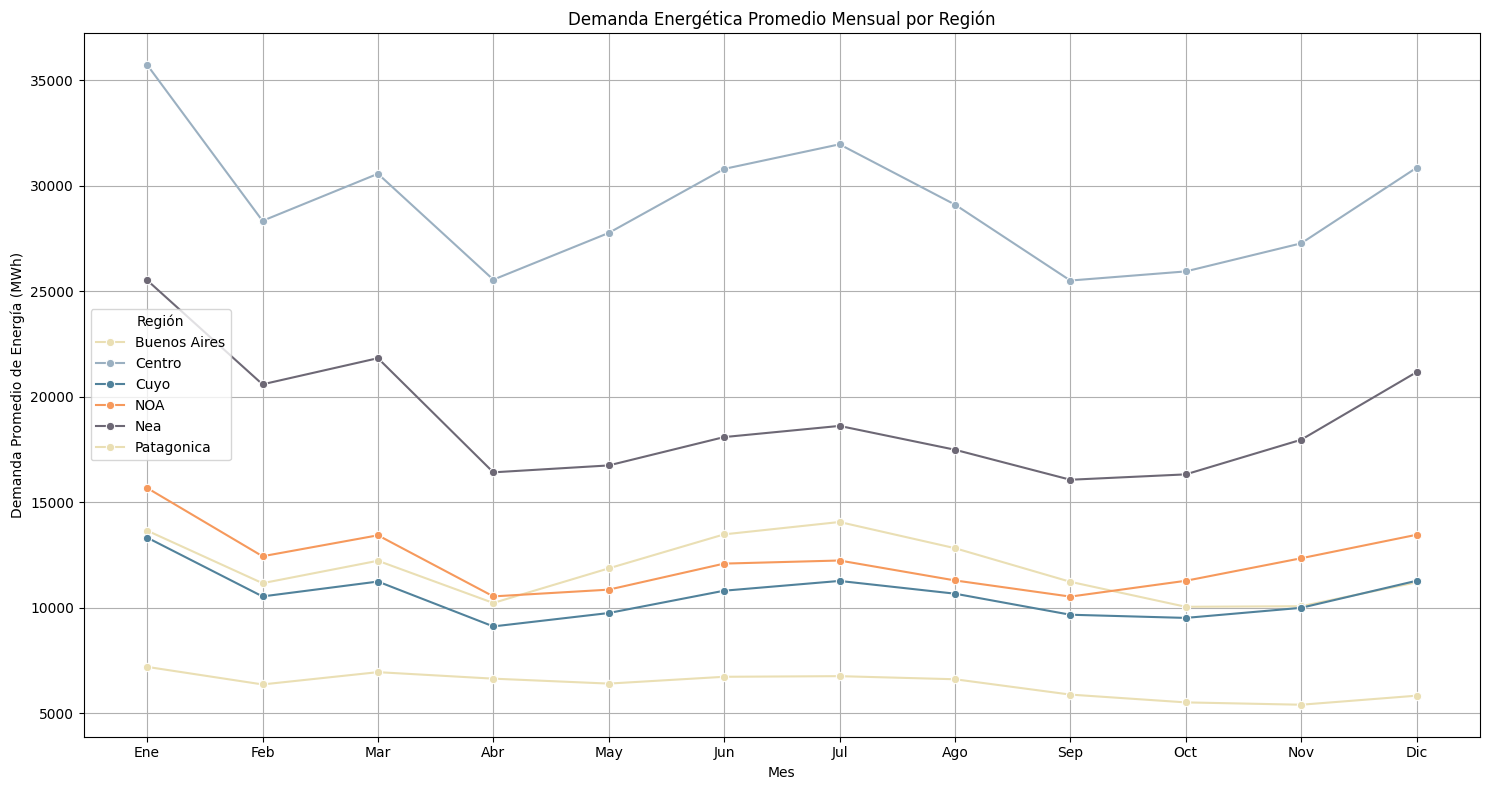 Demanda Energética Promedio Mensual por Región
Demanda Promedio de Energía (MWh)
35000
30000
25000
20000
15000
10000
5000
Región
Buenos Aires
Centro
Cuyo
NOA
Nea
Patagonica
Ene Feb Mar Abr May Jun Jul Ago Sep Oct Nov Dic
Mes